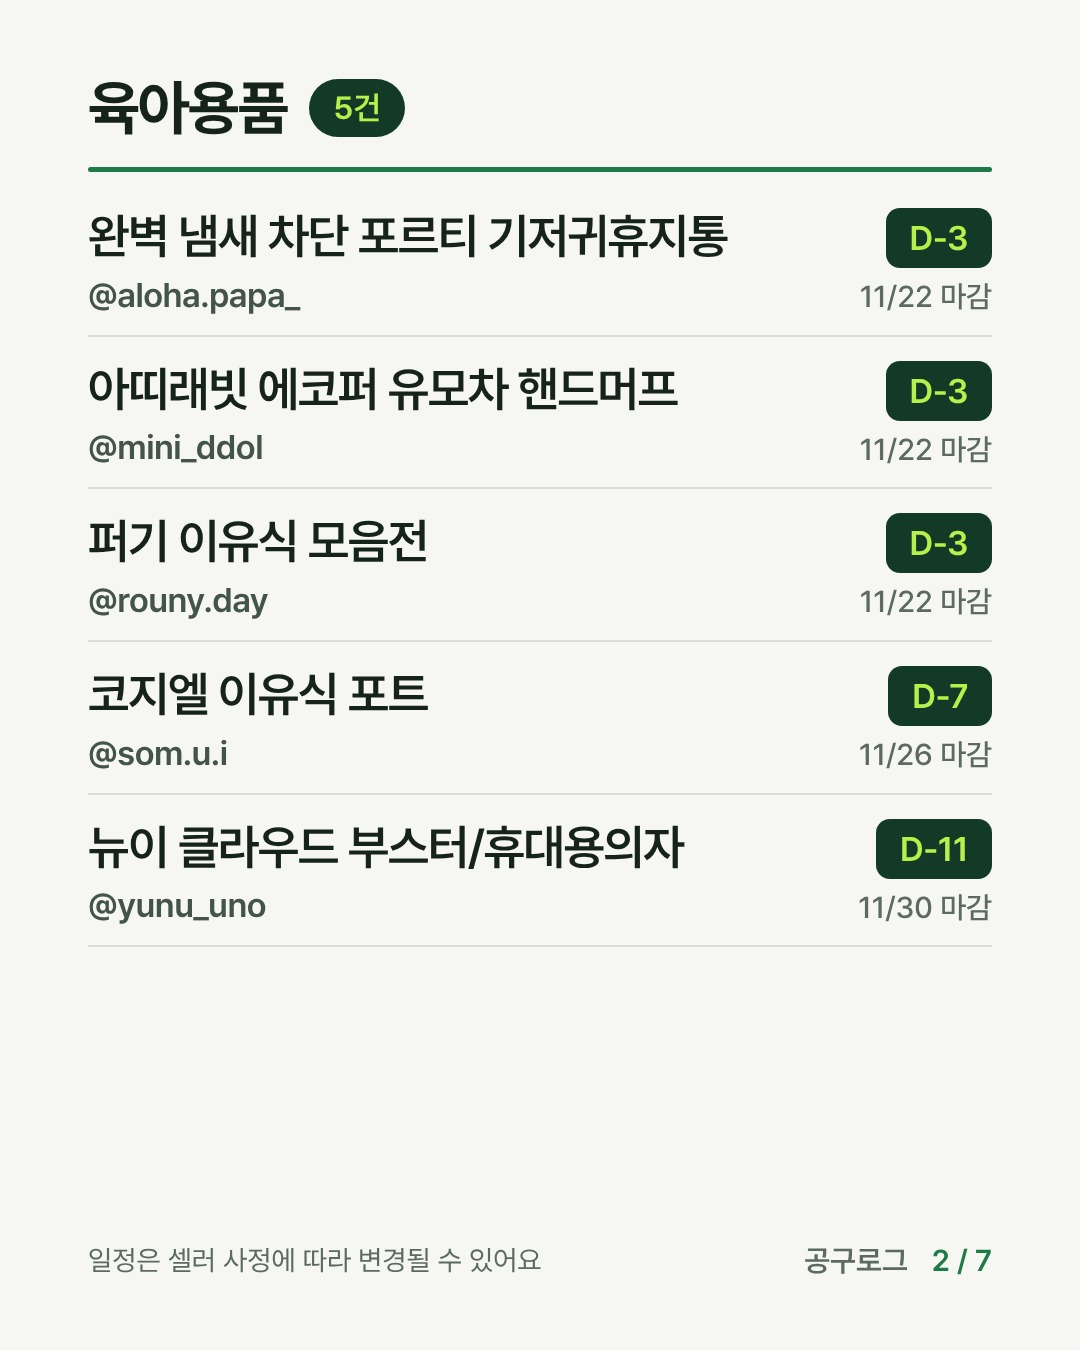 육아용품 5건
완벽 냄새 차단 포르티 기저귀휴지통 D-3
@aloha.papa_ 11/22 마감
아띠래빗 에코퍼 유모차 핸드머프 D-3
@mini_ddol 11/22 마감
퍼기 이유식 모음전 D-3
@rouny.day 11/22 마감
코지엘 이유식 포트 D-7
@som.u.i 11/26 마감
뉴이 클라우드 부스터/휴대용의자 D-11
@yunu_uno 11/30 마감
일정은 셀러 사정에 따라 변경될 수 있어요 공구로그 2 / 7